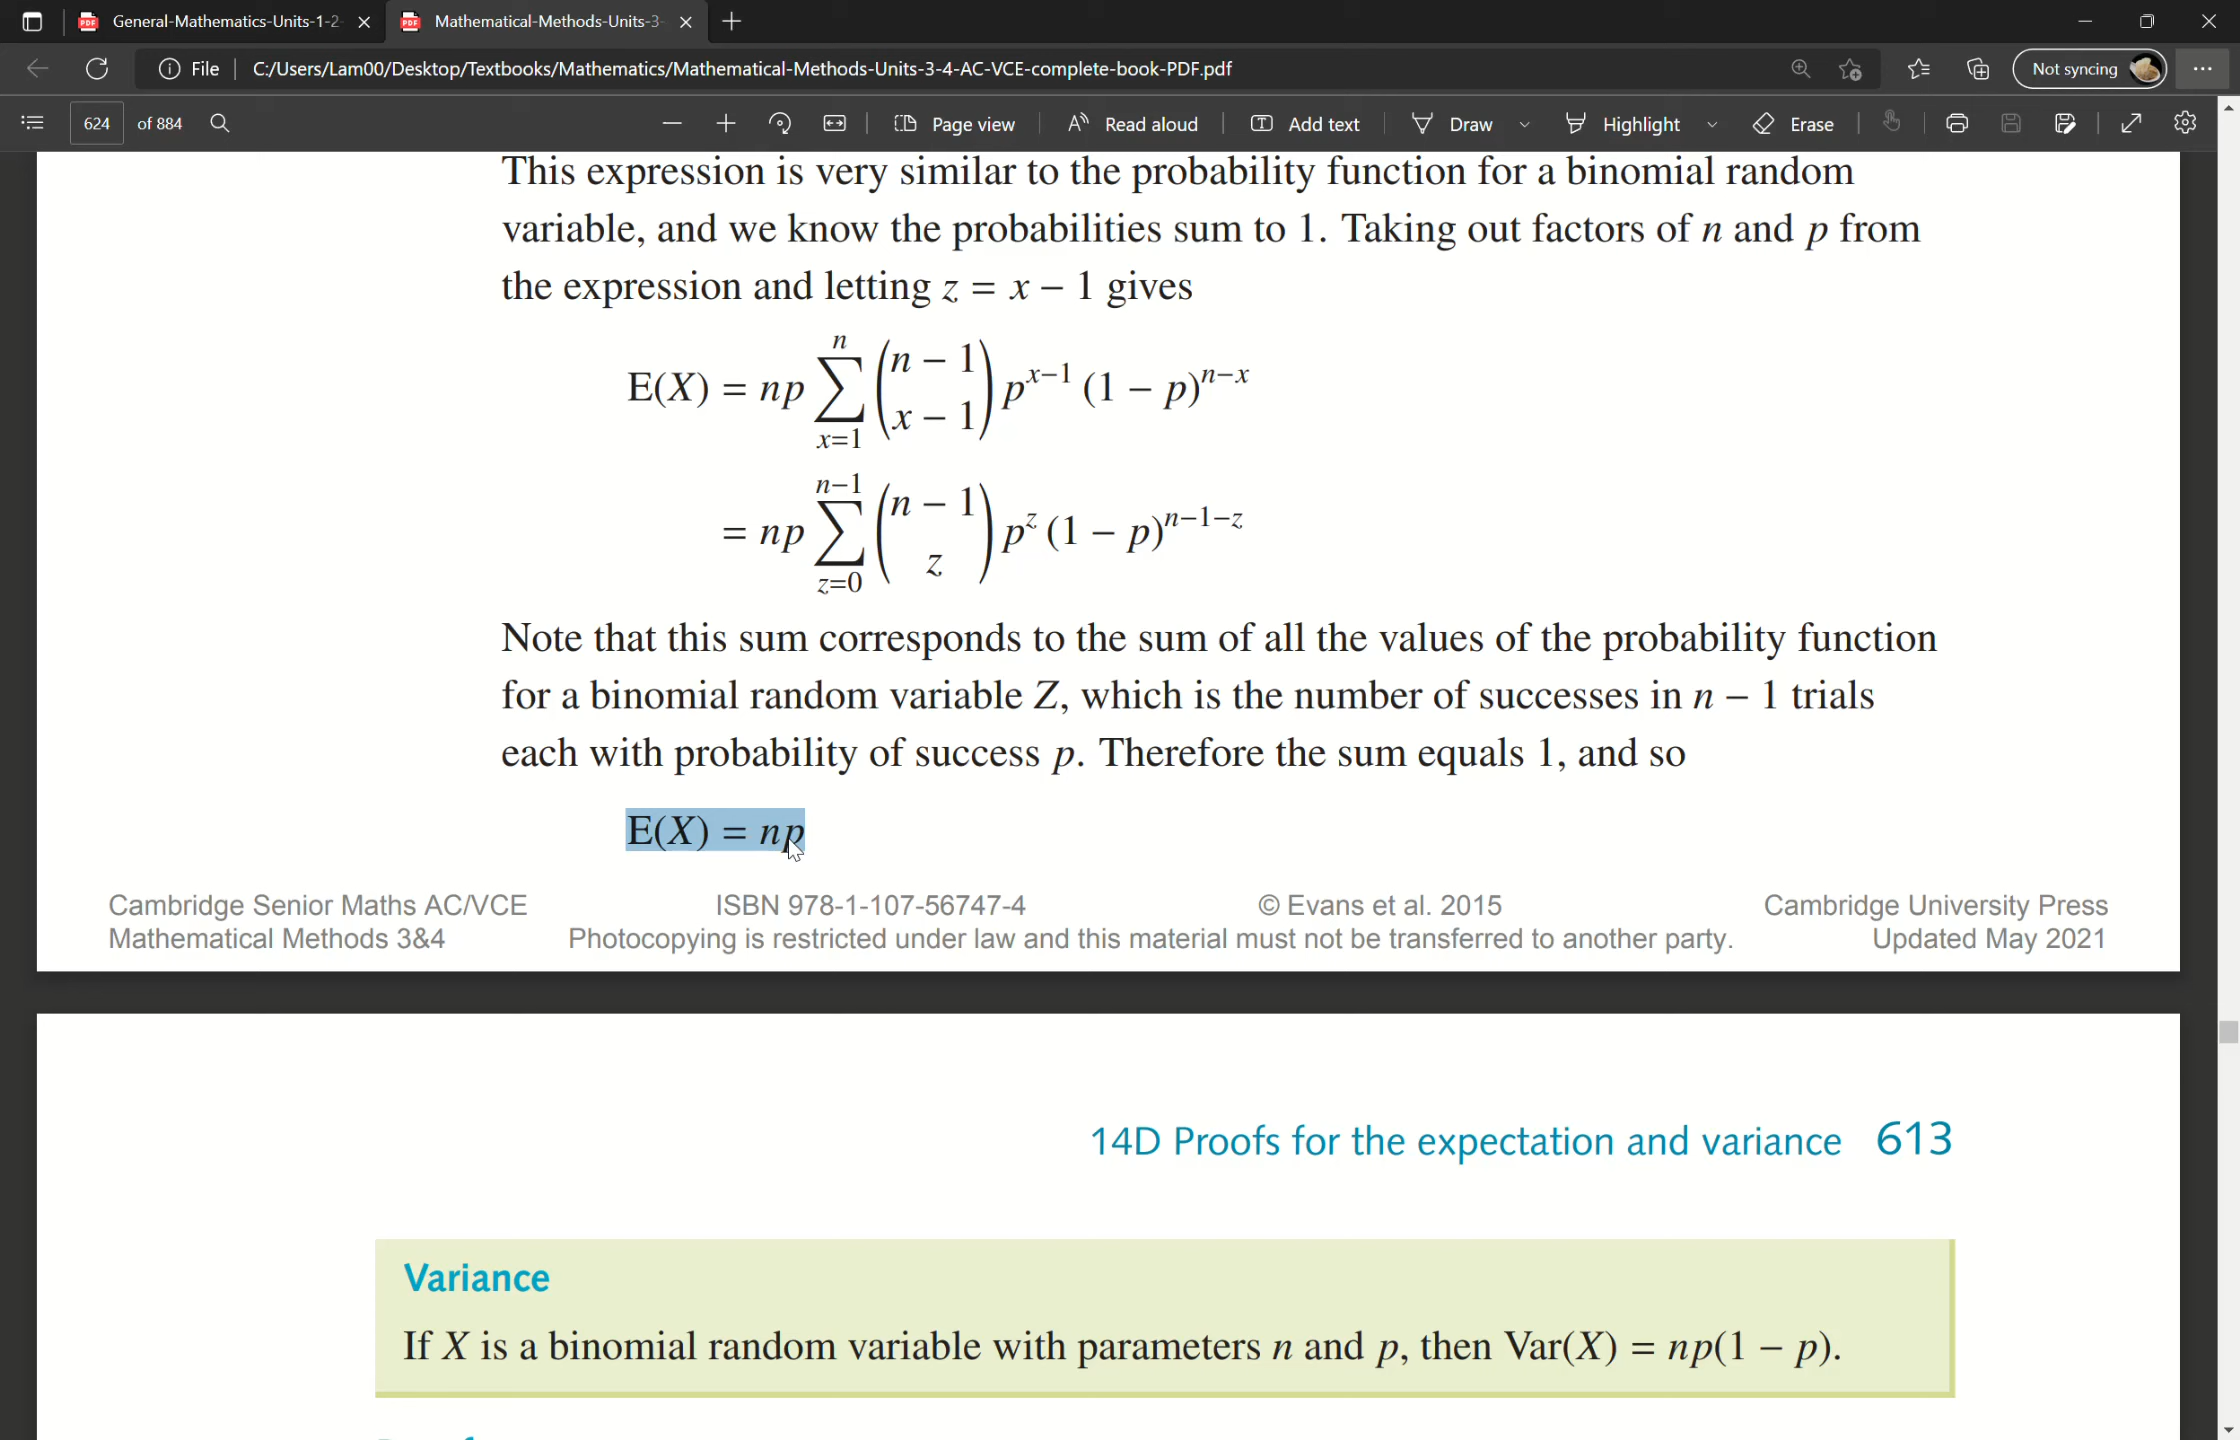 General-Mathematics-Units-1-2-
Mathematical-Methods-Units-3-
File
C:/Users/Lam00/Desktop/Textbooks/Mathematics/Mathematical-Methods-Units-3-4-AC-VCE-complete-book-PDF.pdf
Not syncing
624 of 884
Page view
Read aloud
Add text
Draw
Highlight
Erase
This expression is very similar to the probability function for a binomial random
variable, and we know the probabilities sum to 1. Taking out factors of n and p from
the expression and letting z = x − 1 gives
E(X) = np ∑_{x=1}^{n} (n − 1 \atop x − 1) p^{x−1} (1 − p)^{n−x}
= np ∑_{z=0}^{n−1} (n − 1 \atop z) p^{z} (1 − p)^{n−1−z}
Note that this sum corresponds to the sum of all the values of the probability function
for a binomial random variable Z, which is the number of successes in n − 1 trials
each with probability of success p. Therefore the sum equals 1, and so
E(X) = np
Cambridge Senior Maths AC/VCE ISBN 978-1-107-56747-4 © Evans et al. 2015 Cambridge University Press
Mathematical Methods 3&4 Photocopying is restricted under law and this material must not be transferred to another party. Updated May 2021
14D Proofs for the expectation and variance 613
Variance
If X is a binomial random variable with parameters n and p, then Var(X) = np(1 − p).